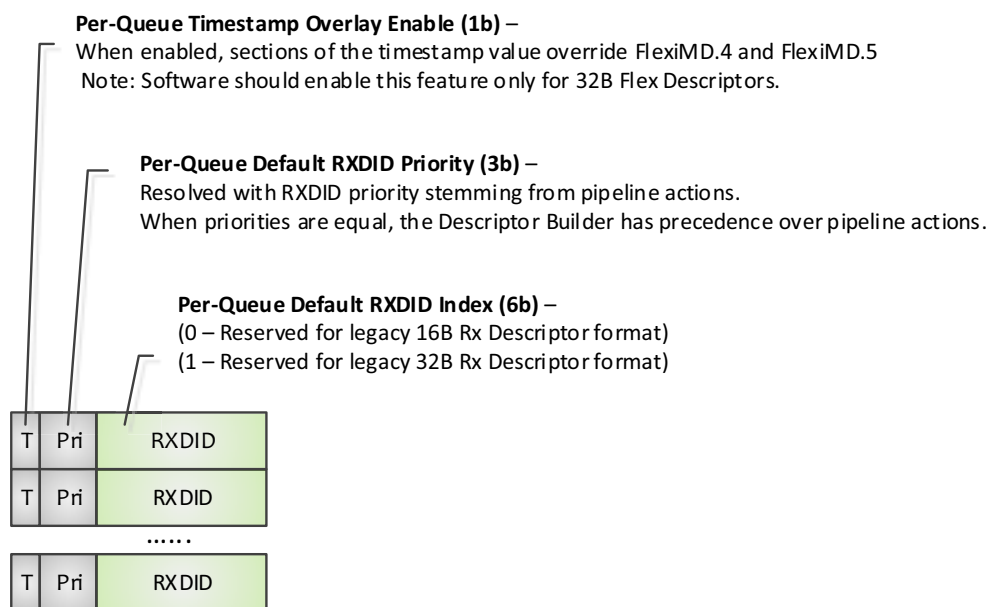 Per-Queue Timestamp Overlay Enable (1b) –
When enabled, sections of the timestamp value override FlexiMD.4 and FlexiMD.5
Note: Software should enable this feature only for 32B Flex Descriptors.
Per-Queue Default RXDID Priority (3b) –
Resolved with RXDID priority stemming from pipeline actions.
When priorities are equal, the Descriptor Builder has precedence over pipeline actions.
Per-Queue Default RXDID Index (6b) –
(0 – Reserved for legacy 16B Rx Descriptor format)
(1 – Reserved for legacy 32B Rx Descriptor format)
T Pri RXDID
T Pri RXDID
......
T Pri RXDID